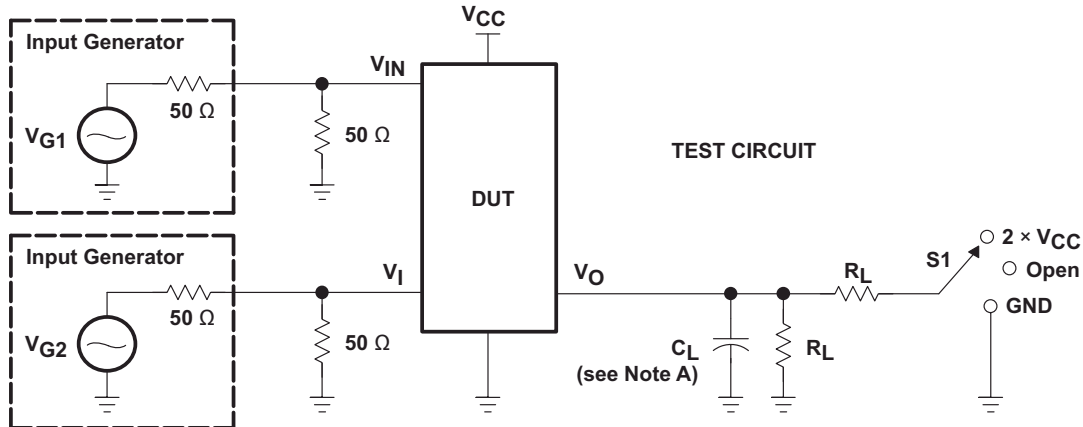 VCC
Input Generator
50 Ω
VG1
VIN
50 Ω
DUT
TEST CIRCUIT
Input Generator
50 Ω
VG2
VI
50 Ω
VO
CL
(see Note A)
RL
RL
S1
2 × VCC
Open
GND